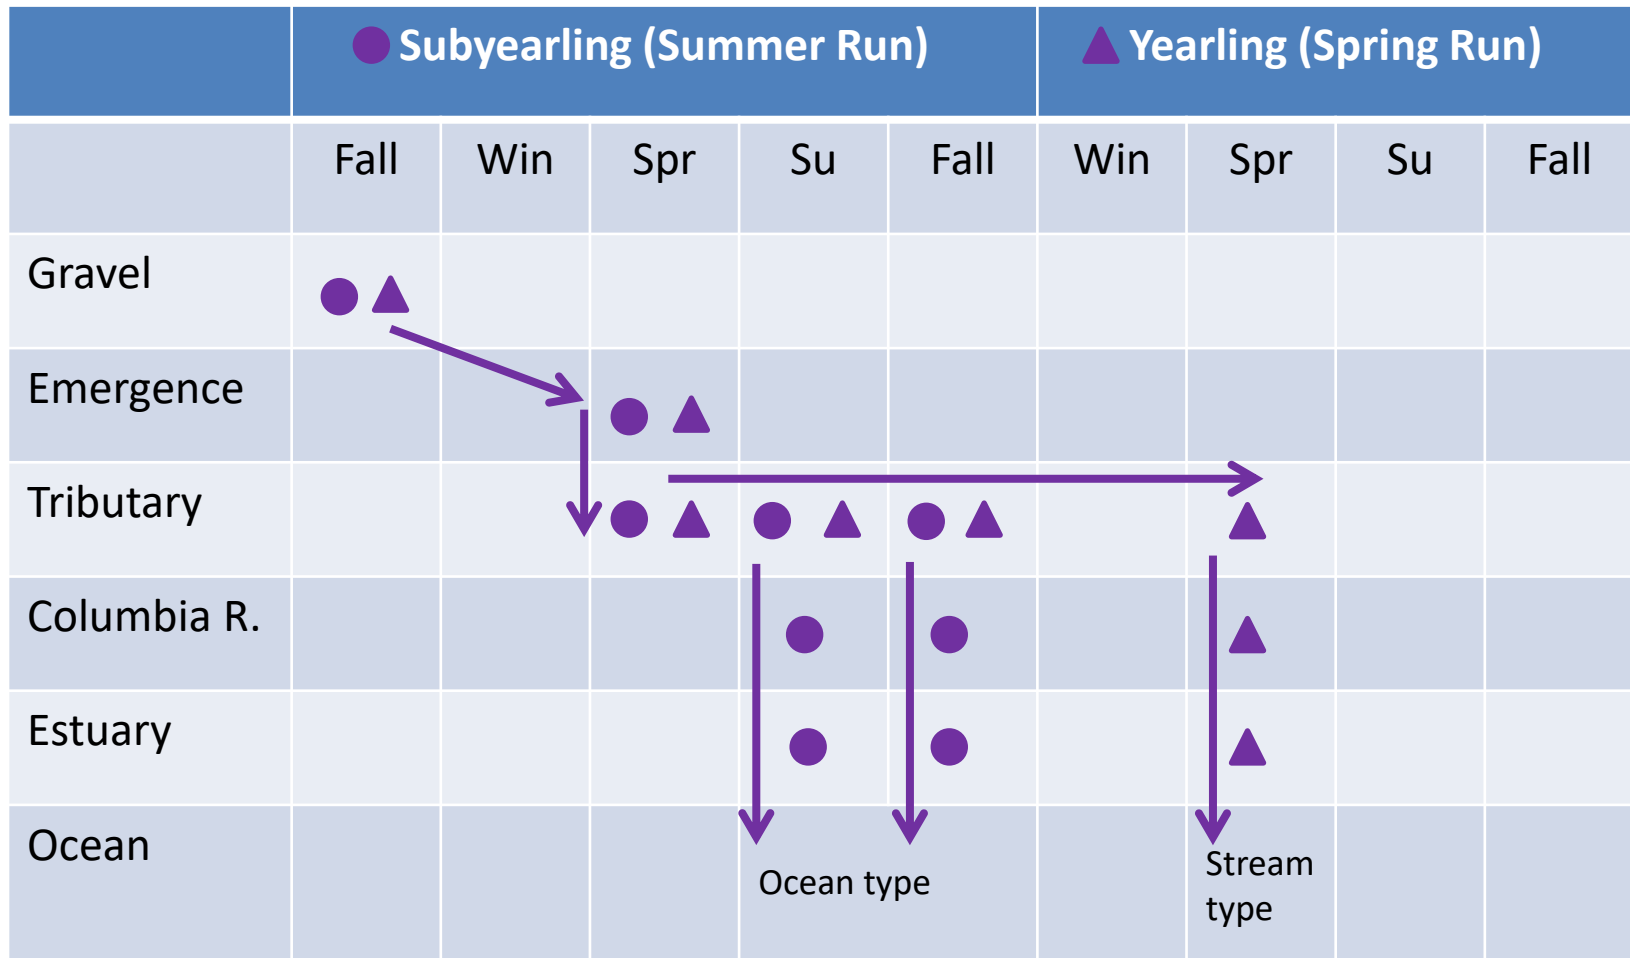 Subyearling (Summer Run) Yearling (Spring Run)
Fall Win Spr Su Fall Win Spr Su Fall
Gravel
Emergence
Tributary
Columbia R.
Estuary
Ocean
Ocean type
Stream
type